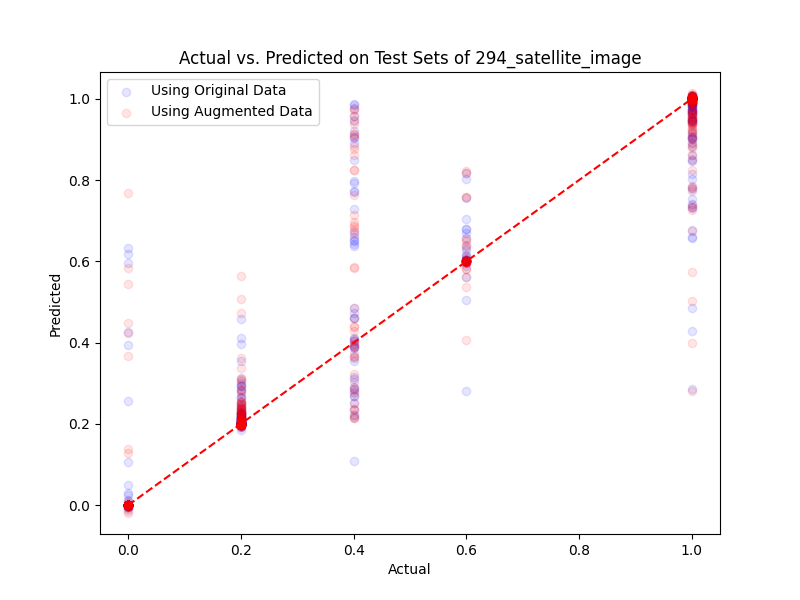 Actual vs. Predicted on Test Sets of 294_satellite_image
Using Original Data
Using Augmented Data
1.0
0.8
0.6
0.4
0.2
0.0
Predicted
0.0 0.2 0.4 0.6 0.8 1.0
Actual